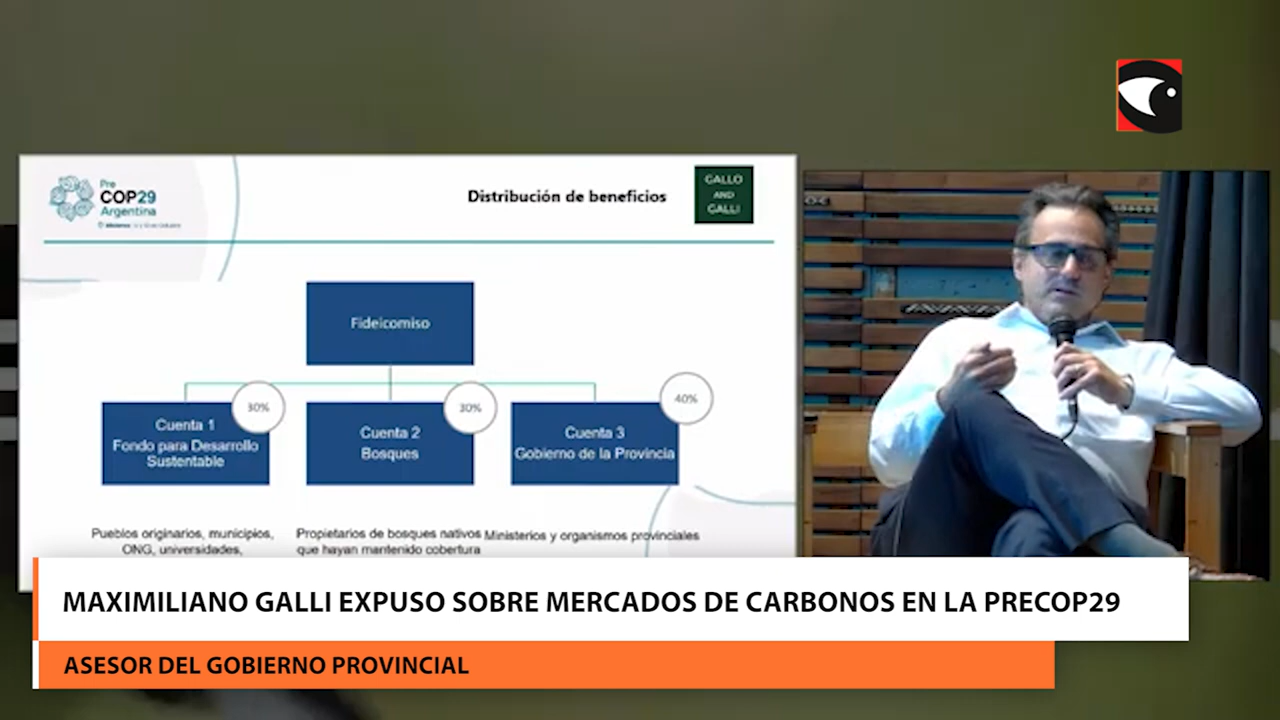 Pre
COP29
Argentina
Distribución de beneficios
GALLO
AND
GALLI
Fideicomiso
30%
30%
40%
Cuenta 1
Fondo para Desarrollo
Sustentable
Cuenta 2
Bosques
Cuenta 3
Gobierno de la Provincia
Pueblos originarios, municipios,
ONG, universidades,
Propietarios de bosques nativos
que hayan mantenido cobertura
Ministerios y organismos provinciales
MAXIMILIANO GALLI EXPUSO SOBRE MERCADOS DE CARBONOS EN LA PRECOP29
ASESOR DEL GOBIERNO PROVINCIAL